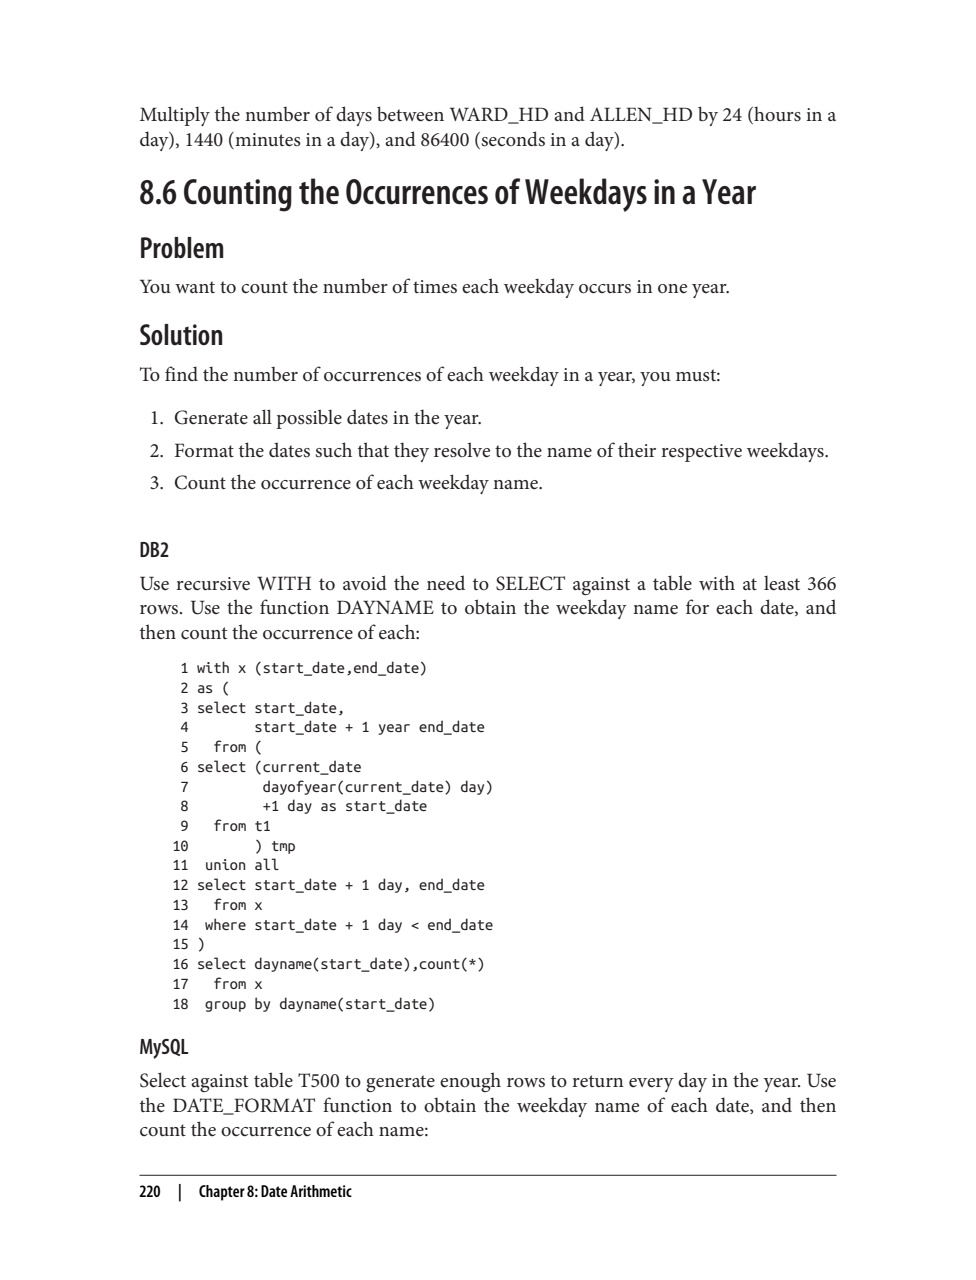 Multiply the number of days between WARD_HD and ALLEN_HD by 24 (hours in a
day), 1440 (minutes in a day), and 86400 (seconds in a day).
8.6 Counting the Occurrences of Weekdays in a Year
Problem
You want to count the number of times each weekday occurs in one year.
Solution
To find the number of occurrences of each weekday in a year, you must:
1. Generate all possible dates in the year.
2. Format the dates such that they resolve to the name of their respective weekdays.
3. Count the occurrence of each weekday name.
DB2
Use recursive WITH to avoid the need to SELECT against a table with at least 366
rows. Use the function DAYNAME to obtain the weekday name for each date, and
then count the occurrence of each:
1 with x (start_date,end_date)
2 as (
3 select start_date,
4        start_date + 1 year end_date
5   from (
6 select (current_date
7         dayofyear(current_date) day)
8         +1 day as start_date
9   from t1
10        ) tmp
11  union all
12 select start_date + 1 day, end_date
13   from x
14  where start_date + 1 day < end_date
15 )
16 select dayname(start_date),count(*)
17   from x
18  group by dayname(start_date)
MySQL
Select against table T500 to generate enough rows to return every day in the year. Use
the DATE_FORMAT function to obtain the weekday name of each date, and then
count the occurrence of each name:
220 | Chapter 8: Date Arithmetic